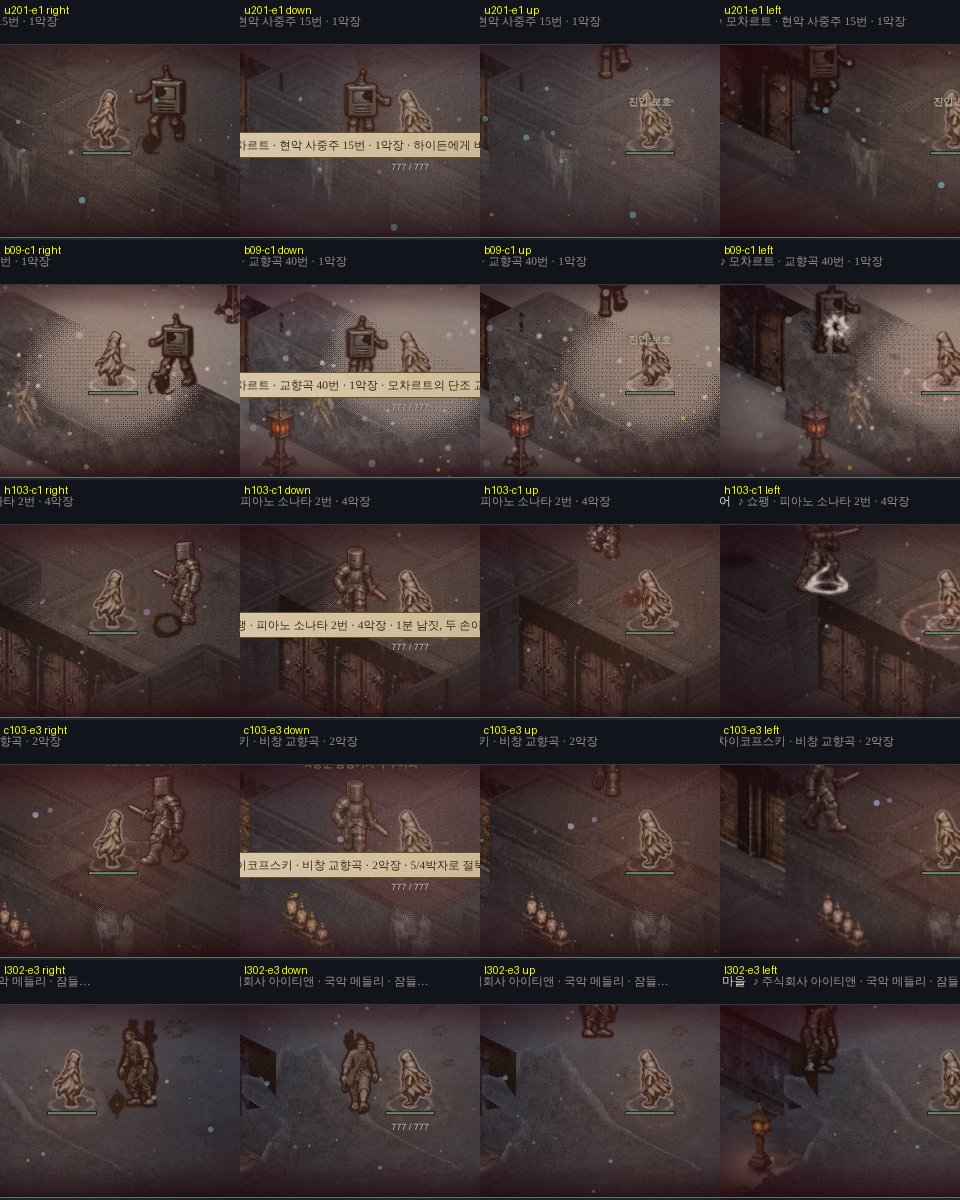 u201-e1 right
15번 · 1악장
u201-e1 down
현악 사중주 15번 · 1악장
u201-e1 up
현악 사중주 15번 · 1악장
u201-e1 left
♪ 모차르트 · 현악 사중주 15번 · 1악장
진입 보호
진입 보
차르트 · 현악 사중주 15번 · 1악장 · 하이든에게 바
777 / 777
b09-c1 right
번 · 1악장
b09-c1 down
· 교향곡 40번 · 1악장
b09-c1 up
· 교향곡 40번 · 1악장
b09-c1 left
♪ 모차르트 · 교향곡 40번 · 1악장
진입 보호
차르트 · 교향곡 40번 · 1악장 · 모차르트의 단조 교
777 / 777
h103-c1 right
나타 2번 · 4악장
h103-c1 down
피아노 소나타 2번 · 4악장
h103-c1 up
피아노 소나타 2번 · 4악장
h103-c1 left
어 ♪ 쇼팽 · 피아노 소나타 2번 · 4악장
팽 · 피아노 소나타 2번 · 4악장 · 1분 남짓, 두 손이
777 / 777
c103-e3 right
향곡 · 2악장
c103-e3 down
키 · 비창 교향곡 · 2악장
c103-e3 up
키 · 비창 교향곡 · 2악장
c103-e3 left
차이코프스키 · 비창 교향곡 · 2악장
이코프스키 · 비창 교향곡 · 2악장 · 5/4박자로 절뚝
777 / 777
l302-e3 right
국악 메들리 · 잠들…
l302-e3 down
회사 아이티앤 · 국악 메들리 · 잠들…
l302-e3 up
회사 아이티앤 · 국악 메들리 · 잠들…
l302-e3 left
마을 ♪ 주식회사 아이티앤 · 국악 메들리 · 잠들
777 / 777